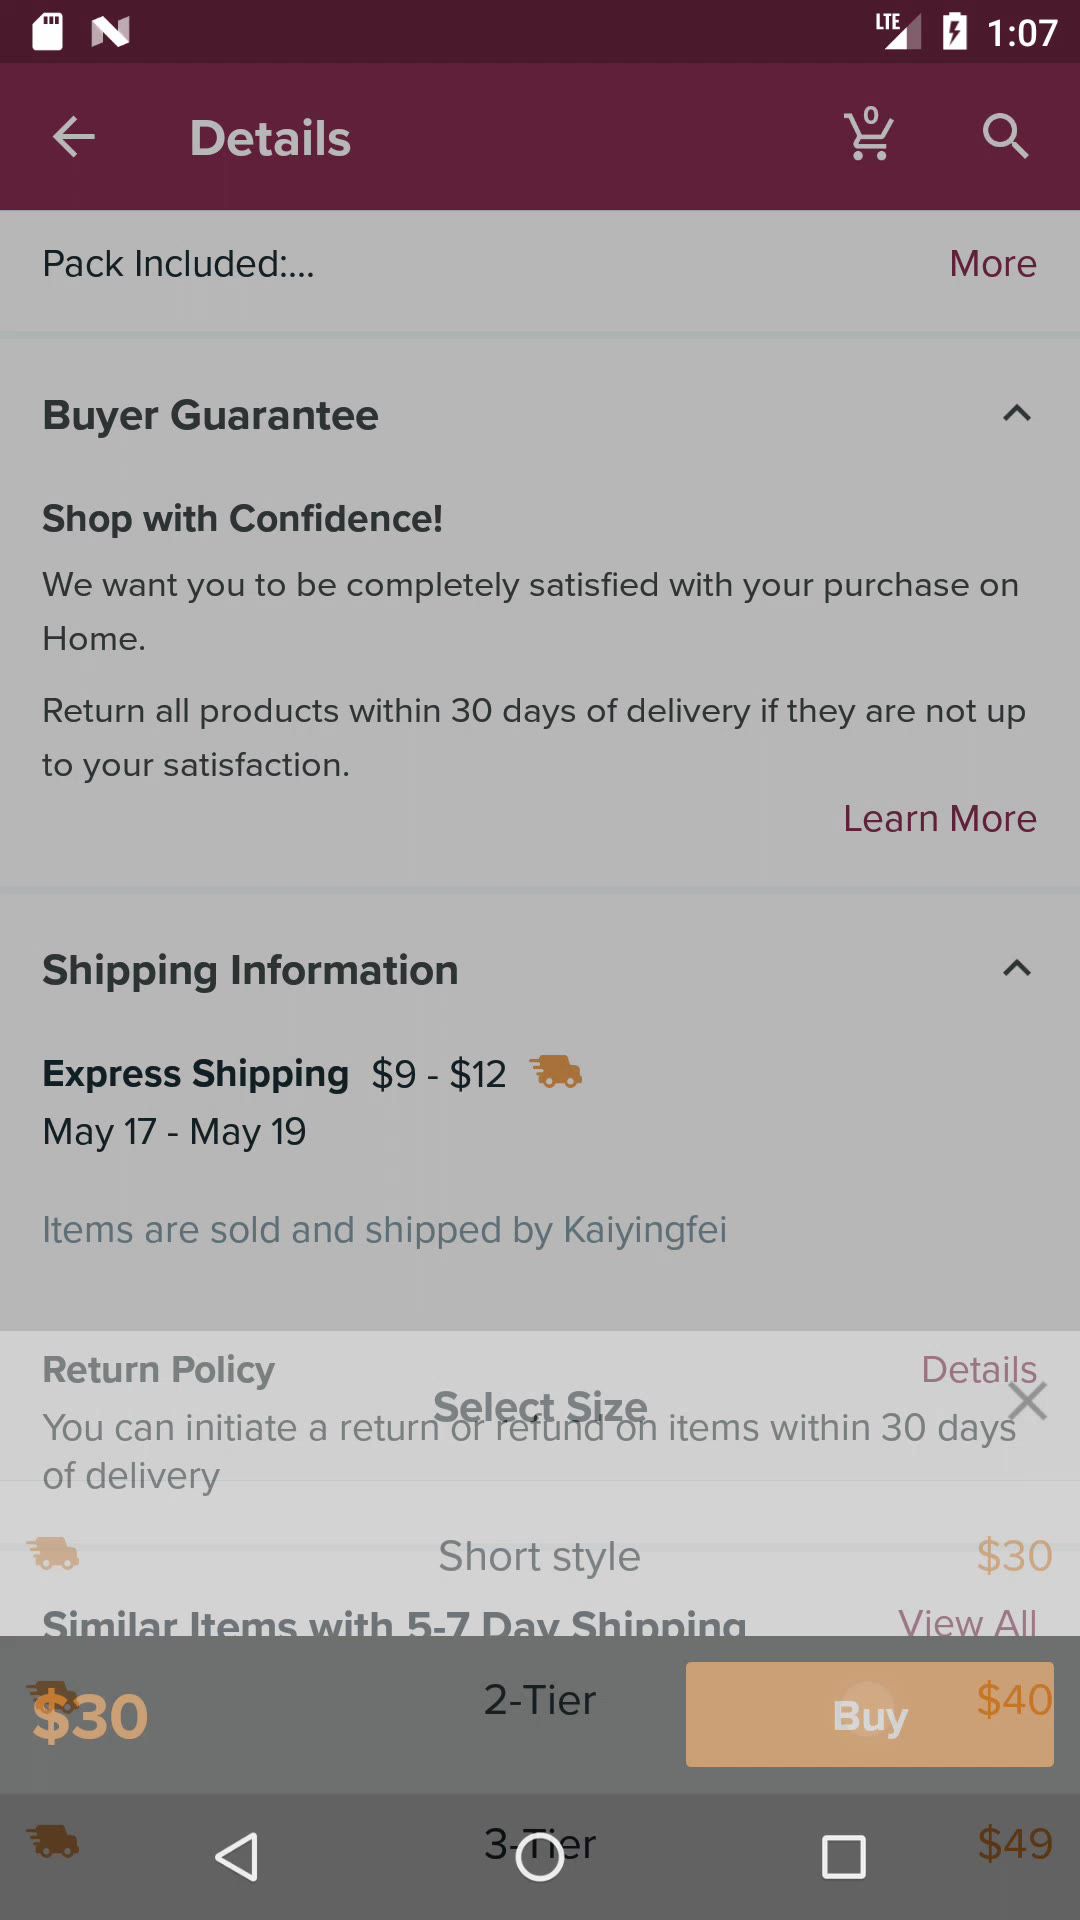 LTE 1:07
Details 0
Pack Included:... More
Buyer Guarantee
Shop with Confidence!
We want you to be completely satisfied with your purchase on
Home.
Return all products within 30 days of delivery if they are not up
to your satisfaction.
Learn More
Shipping Information
Express Shipping $9 - $12
May 17 - May 19
Items are sold and shipped by Kaiyingfei
Return Policy Details
Select Size
You can initiate a return or refund on items within 30 days
of delivery
Short style $30
Similar Items with 5-7 Day Shipping View All
2-Tier $40
$30 Buy
3-Tier $49